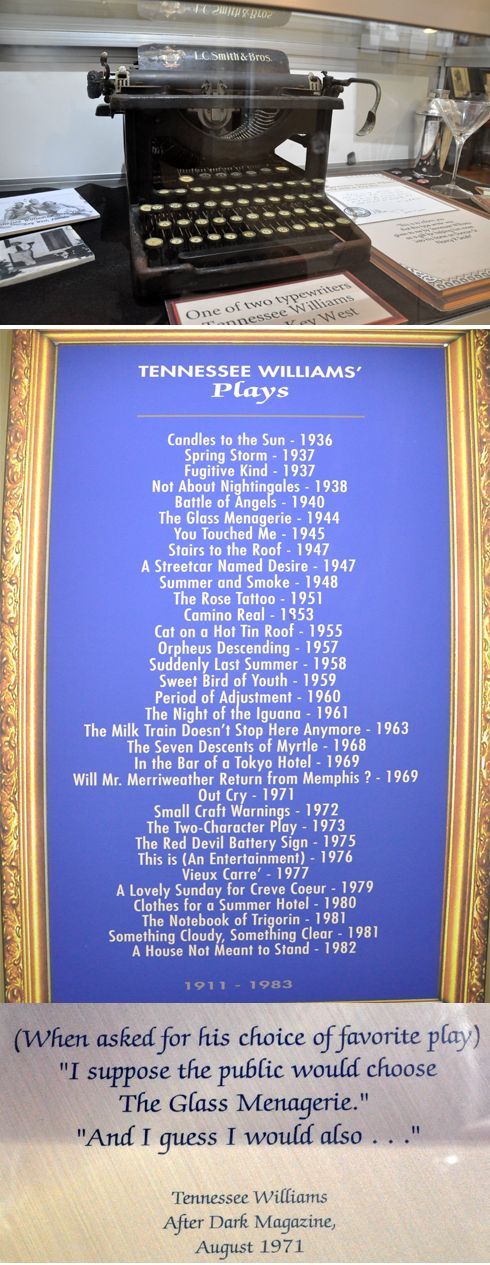 L.C. Smith & Bros.
L.C. Smith & Bros.
One of two typewriters
Tennessee Williams
Key West
TENNESSEE WILLIAMS'
Plays
Candles to the Sun - 1936
Spring Storm - 1937
Fugitive Kind - 1937
Not About Nightingales - 1938
Battle of Angels - 1940
The Glass Menagerie - 1944
You Touched Me - 1945
Stairs to the Roof - 1947
A Streetcar Named Desire - 1947
Summer and Smoke - 1948
The Rose Tattoo - 1951
Camino Real - 1953
Cat on a Hot Tin Roof - 1955
Orpheus Descending - 1957
Suddenly Last Summer - 1958
Sweet Bird of Youth - 1959
Period of Adjustment - 1960
The Night of the Iguana - 1961
The Milk Train Doesn't Stop Here Anymore - 1963
The Seven Descents of Myrtle - 1968
In the Bar of a Tokyo Hotel - 1969
Will Mr. Merriweather Return from Memphis ? - 1969
Out Cry - 1971
Small Craft Warnings - 1972
The Two-Character Play - 1973
The Red Devil Battery Sign - 1975
This is (An Entertainment) - 1976
Vieux Carre' - 1977
A Lovely Sunday for Creve Coeur - 1979
Clothes for a Summer Hotel - 1980
The Notebook of Trigorin - 1981
Something Cloudy, Something Clear - 1981
A House Not Meant to Stand - 1982
1911 - 1983
(When asked for his choice of favorite play)
"I suppose the public would choose
The Glass Menagerie."
"And I guess I would also . . ."
Tennessee Williams
After Dark Magazine,
August 1971